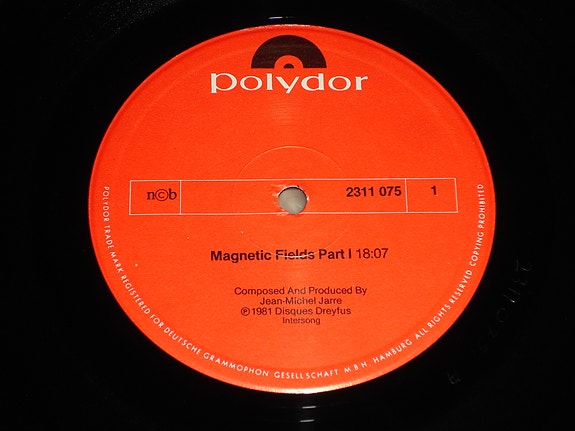 polydor
n©b
2311 075
1
Magnetic Fields Part I 18:07
Composed And Produced By
Jean-Michel Jarre
℗1981 Disques Dreyfus
Intersong
POLYDOR TRADE MARK REGISTERED FOR DEUTSCHE GRAMMOPHON GESELLSCHAFT M B H. HAMBURG ALL RIGHTS RESERVED COPYING PROHIBITED